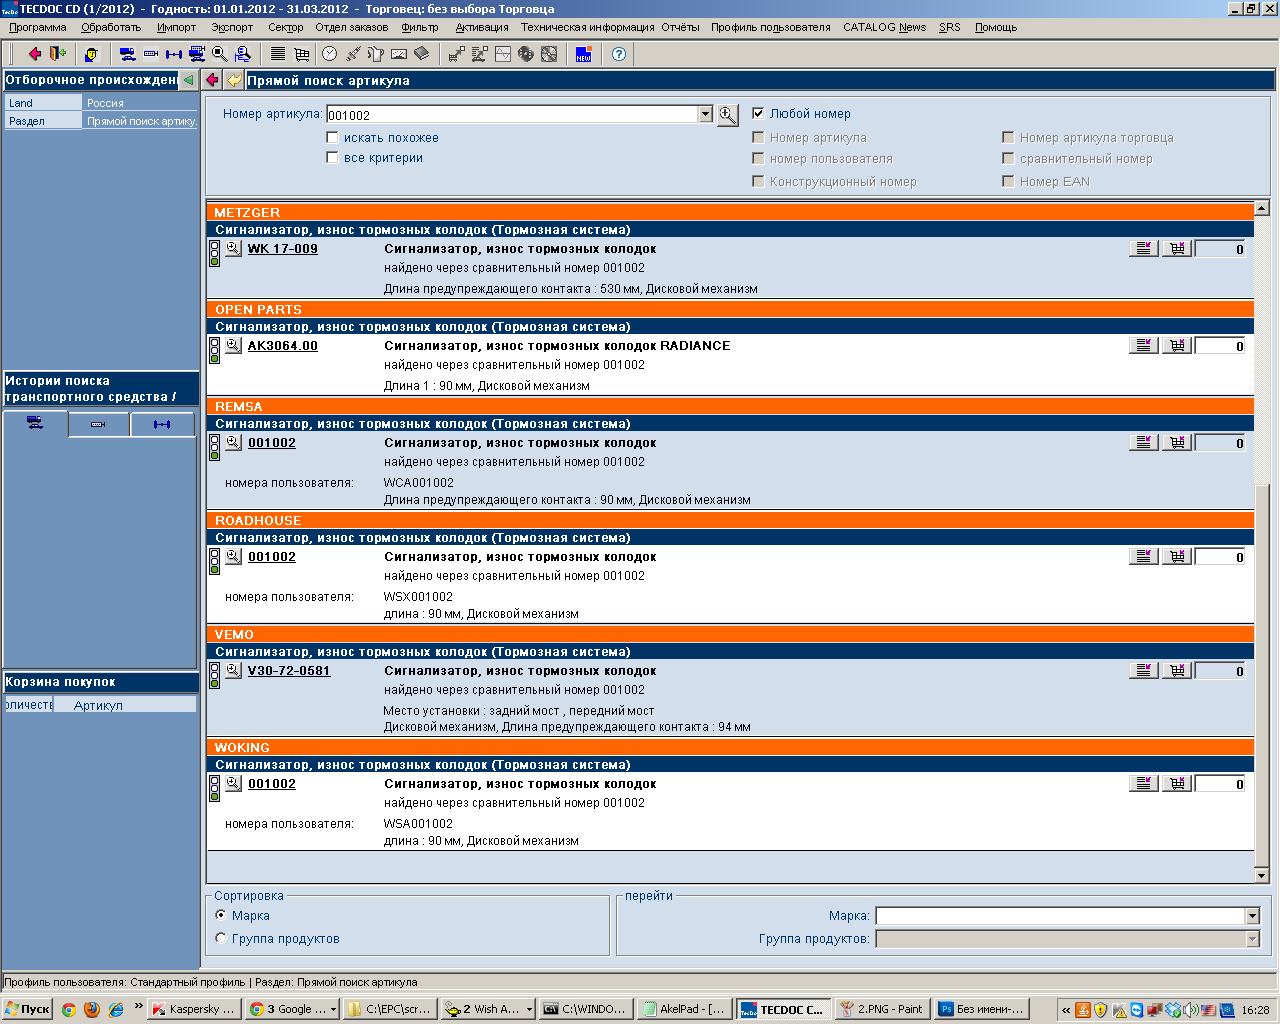 TECDOC CD (1/2012) - Годность: 01.01.2012 - 31.03.2012 - Торговец: без выбора Торговца
Программа Обработать Импорт Экспорт Сектор Отдел заказов Фильтр Активация Техническая информация Отчёты Профиль пользователя CATALOG News SRS Помощь
Отборочное происхожден
Прямой поиск артикула
Land Россия
Раздел Прямой поиск артику.
Номер артикула: 001002
искать похожее
все критерии
Любой номер
Номер артикула Номер артикула торговца
номер пользователя сравнительный номер
Конструкционный номер Номер EAN
METZGER
Сигнализатор, износ тормозных колодок (Тормозная система)
WK 17-009 Сигнализатор, износ тормозных колодок 0
найдено через сравнительный номер 001002
Длина предупреждающего контакта : 530 мм, Дисковой механизм
OPEN PARTS
Сигнализатор, износ тормозных колодок (Тормозная система)
AK3064.00 Сигнализатор, износ тормозных колодок RADIANCE 0
найдено через сравнительный номер 001002
Длина 1 : 90 мм, Дисковой механизм
REMSA
Сигнализатор, износ тормозных колодок (Тормозная система)
001002 Сигнализатор, износ тормозных колодок 0
найдено через сравнительный номер 001002
номера пользователя: WCA001002
Длина предупреждающего контакта : 90 мм, Дисковой механизм
ROADHOUSE
Сигнализатор, износ тормозных колодок (Тормозная система)
001002 Сигнализатор, износ тормозных колодок 0
найдено через сравнительный номер 001002
номера пользователя: WSX001002
длина : 90 мм, Дисковой механизм
VEMO
Сигнализатор, износ тормозных колодок (Тормозная система)
V30-72-0581 Сигнализатор, износ тормозных колодок 0
найдено через сравнительный номер 001002
Место установки : задний мост , передний мост
Дисковой механизм, Длина предупреждающего контакта : 94 мм
WOKING
Сигнализатор, износ тормозных колодок (Тормозная система)
001002 Сигнализатор, износ тормозных колодок 0
найдено через сравнительный номер 001002
номера пользователя: WSA001002
длина : 90 мм, Дисковой механизм
Истории поиска
транспортного средства /
Корзина покупок
оличеств Артикул
Сортировка
Марка
Группа продуктов
перейти
Марка:
Группа продуктов:
Профиль пользователя: Стандартный профиль | Раздел: Прямой поиск артикула
Пуск » Kaspersky ... 3 Google ... C:\EPC\scr... 2 Wish A... C:\WINDO... AkelPad - [... TECDOC C... 2.PNG - Paint Без имени-... « 16:28